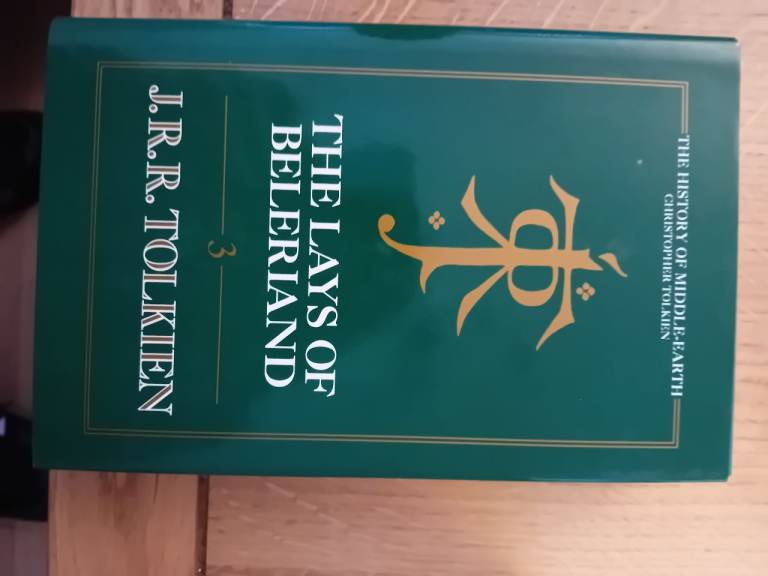 THE HISTORY OF MIDDLE-EARTH
CHRISTOPHER TOLKIEN
THE LAYS OF
BELERIAND
3
J.R.R. TOLKIEN